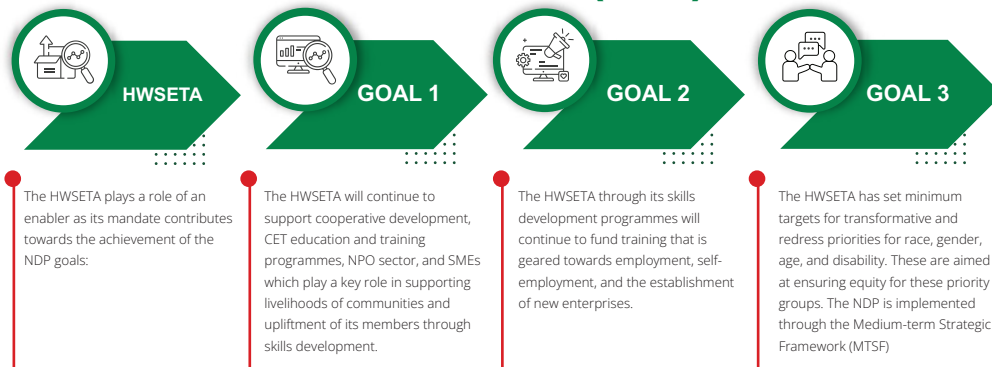 HWSETA
The HWSETA plays a role of an
enabler as its mandate contributes
towards the achievement of the
NDP goals:
GOAL 1
The HWSETA will continue to
support cooperative development,
CET education and training
programmes, NPO sector, and SMEs
which play a key role in supporting
livelihoods of communities and
upliftment of its members through
skills development.
GOAL 2
The HWSETA through its skills
development programmes will
continue to fund training that is
geared towards employment, self-
employment, and the establishment
of new enterprises.
GOAL 3
The HWSETA has set minimum
targets for transformative and
redress priorities for race, gender,
age, and disability. These are aimed
at ensuring equity for these priority
groups. The NDP is implemented
through the Medium-term Strategic
Framework (MTSF)